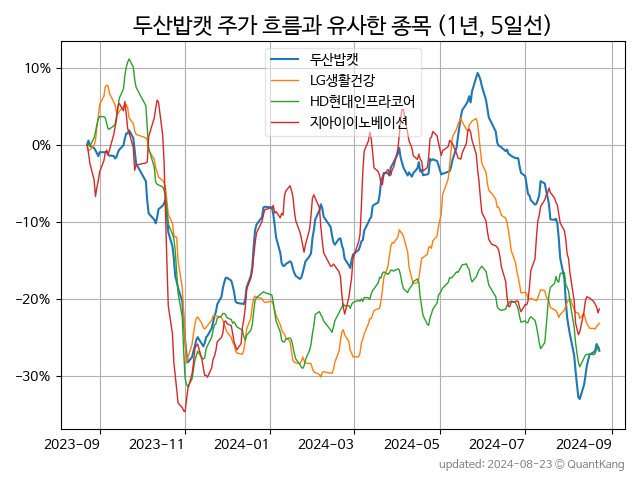 두산밥캣 주가 흐름과 유사한 종목 (1년, 5일선)
두산밥캣
LG생활건강
HD현대인프라코어
지아이이노베이션
10%
0%
−10%
−20%
−30%
2023-09
2023-11
2024-01
2024-03
2024-05
2024-07
2024-09
updated: 2024-08-23 © QuantKang